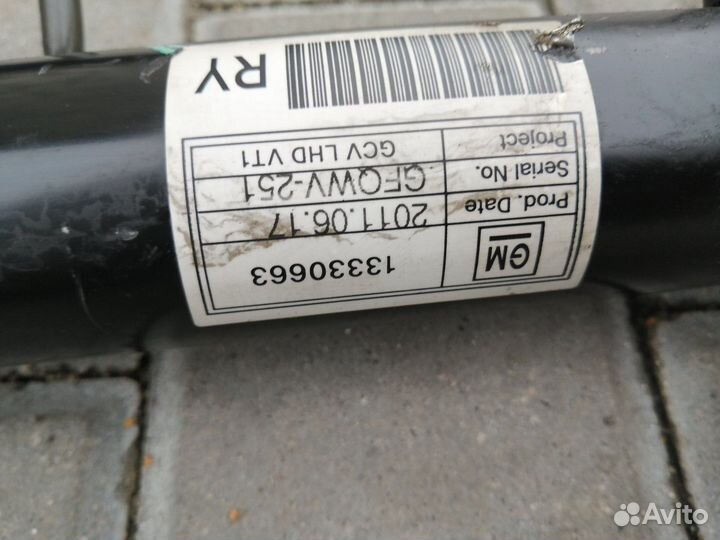 GM 13330663
Prod. Date 2011.06.17
Serial No. GFQWV-251
Project GCV LHD VT1
RY
Avito